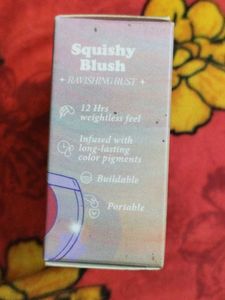 Squishy
Blush
RAVISHING RUST
12 Hrs
weightless feel
Infused with
long-lasting
color pigments
Buildable
Portable